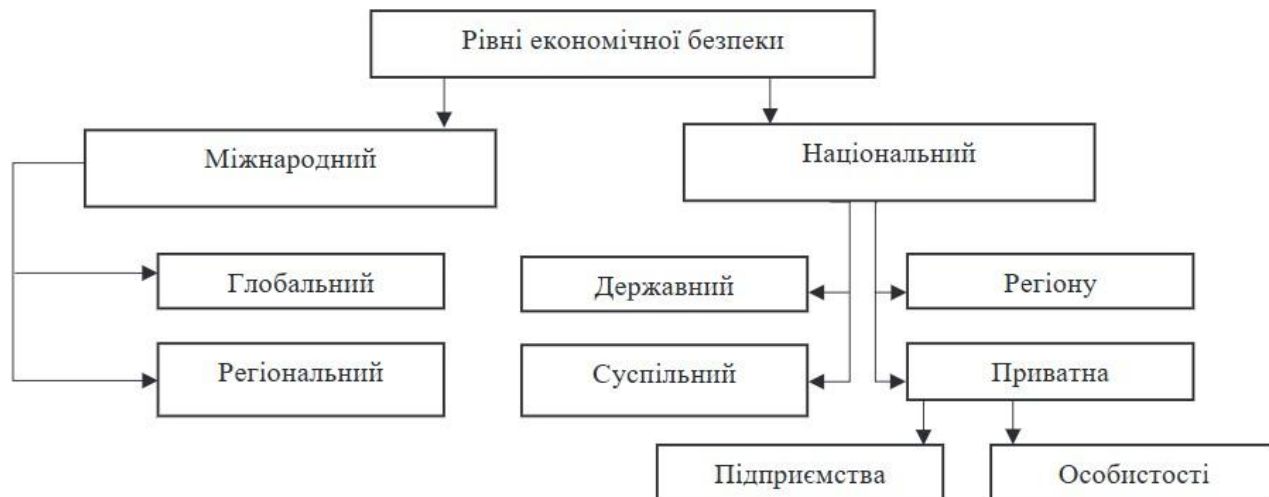 Рівні економічної безпеки
Міжнародний
Національний
Глобальний
Державний
Регіону
Регіональний
Суспільний
Приватна
Підприємства
Особистості